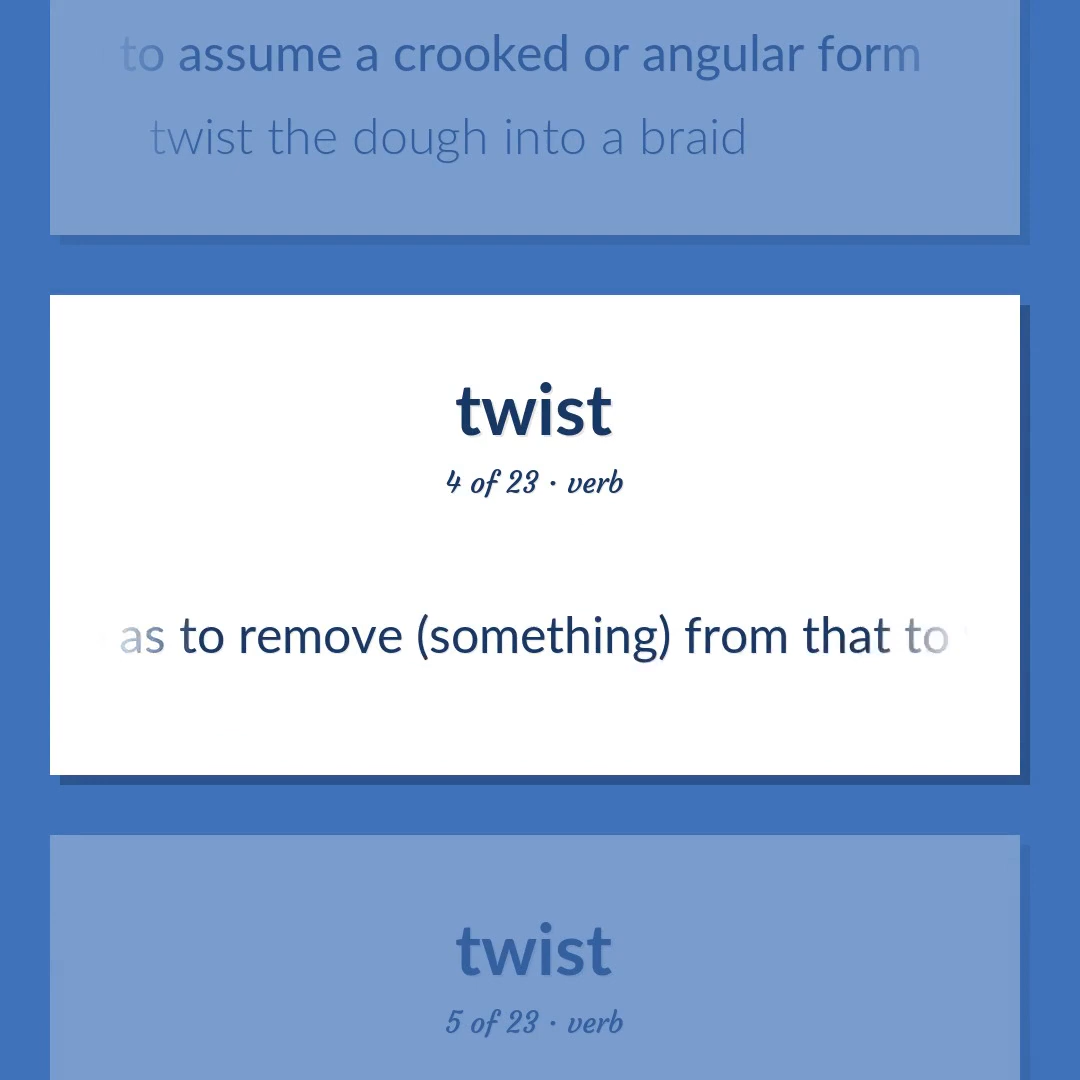 to assume a crooked or angular form
twist the dough into a braid
twist
4 of 23 · verb
as to remove (something) from that to
twist
5 of 23 · verb